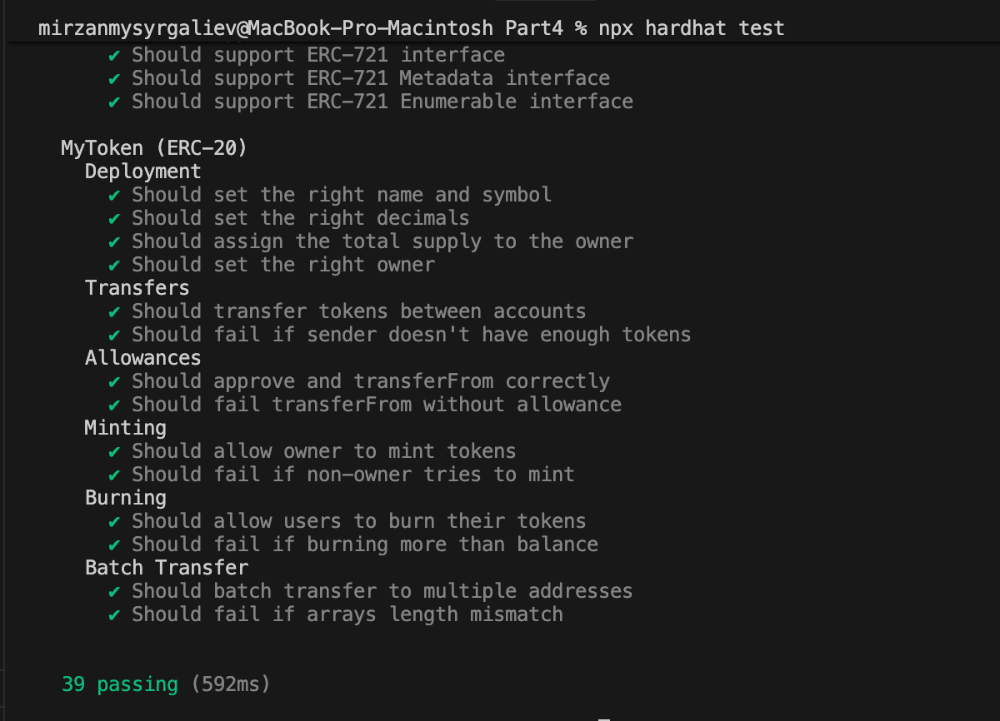 mirzanmysyrgaliev@MacBook-Pro-Macintosh Part4 % npx hardhat test
✔ Should support ERC-721 interface
✔ Should support ERC-721 Metadata interface
✔ Should support ERC-721 Enumerable interface
MyToken (ERC-20)
Deployment
✔ Should set the right name and symbol
✔ Should set the right decimals
✔ Should assign the total supply to the owner
✔ Should set the right owner
Transfers
✔ Should transfer tokens between accounts
✔ Should fail if sender doesn't have enough tokens
Allowances
✔ Should approve and transferFrom correctly
✔ Should fail transferFrom without allowance
Minting
✔ Should allow owner to mint tokens
✔ Should fail if non-owner tries to mint
Burning
✔ Should allow users to burn their tokens
✔ Should fail if burning more than balance
Batch Transfer
✔ Should batch transfer to multiple addresses
✔ Should fail if arrays length mismatch
39 passing (592ms)